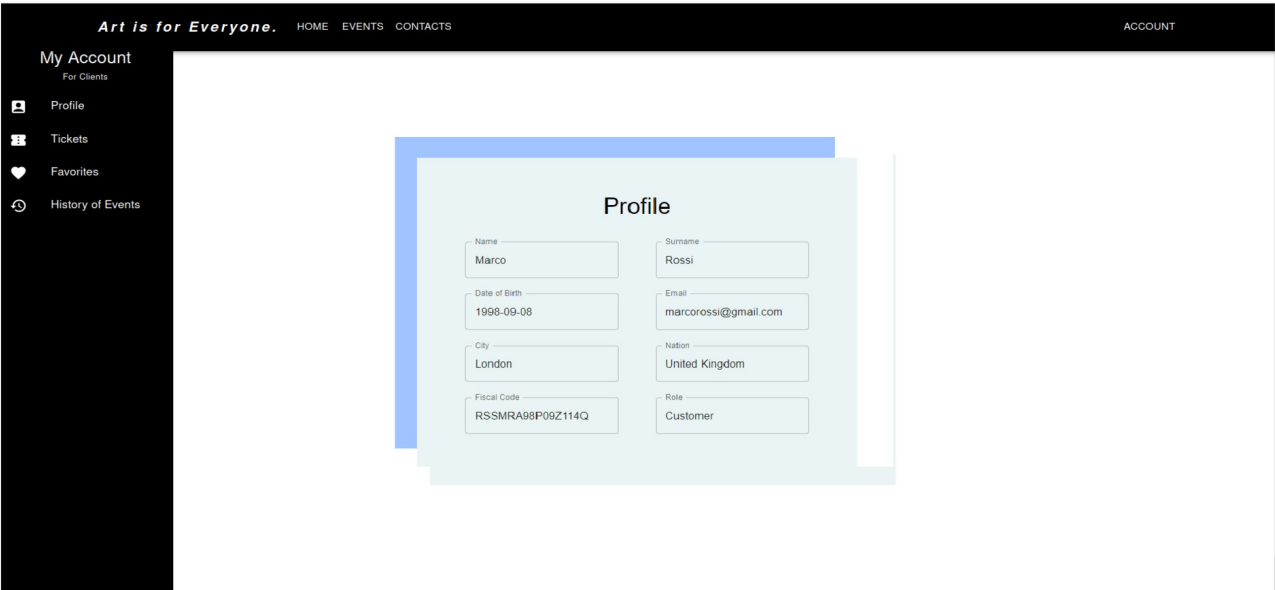 Art is for Everyone. HOME EVENTS CONTACTS ACCOUNT
My Account
For Clients
Profile
Tickets
Favorites
History of Events
Profile
Name Surname
Marco Rossi
Date of Birth Email
1998-09-08 marcorossi@gmail.com
City Nation
London United Kingdom
Fiscal Code Role
RSSMRA98P09Z114Q Customer